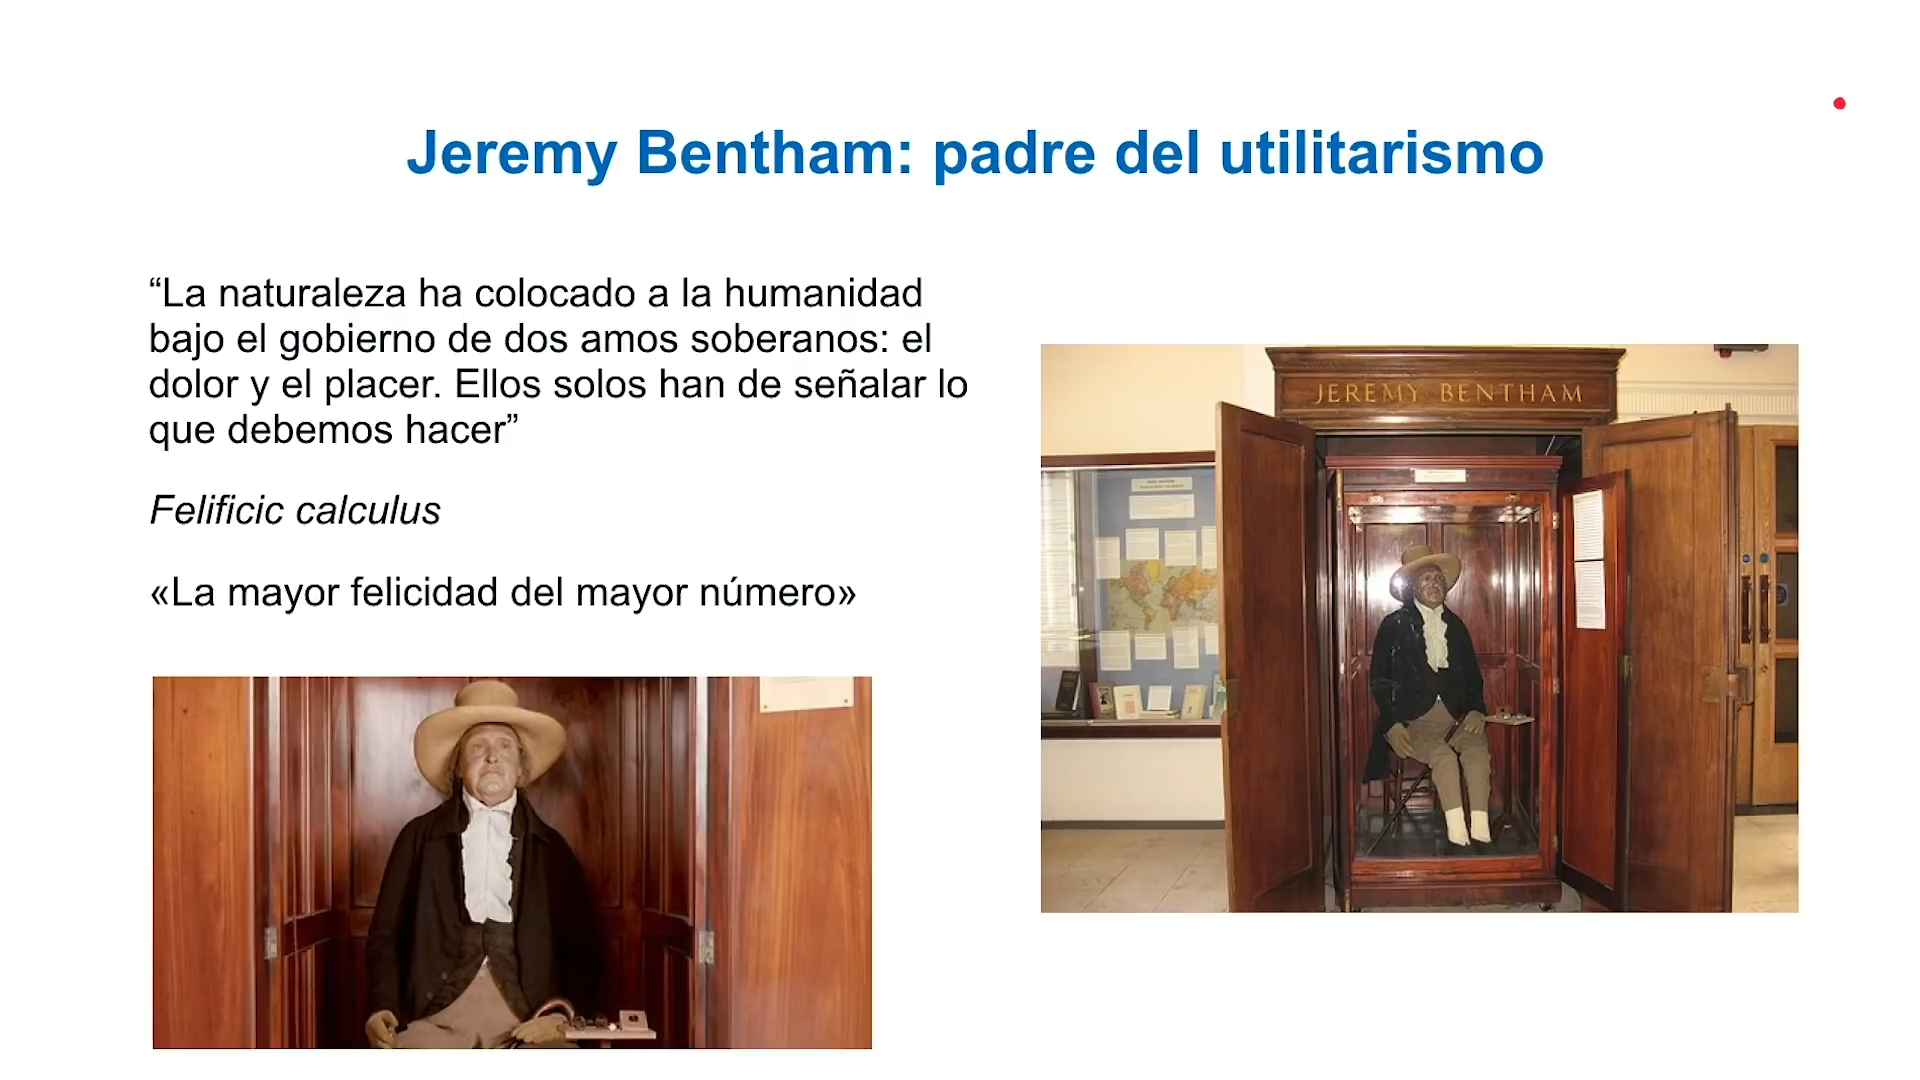 Jeremy Bentham: padre del utilitarismo
“La naturaleza ha colocado a la humanidad
bajo el gobierno de dos amos soberanos: el
dolor y el placer. Ellos solos han de señalar lo
que debemos hacer”
Felificic calculus
«La mayor felicidad del mayor número»
JEREMY BENTHAM